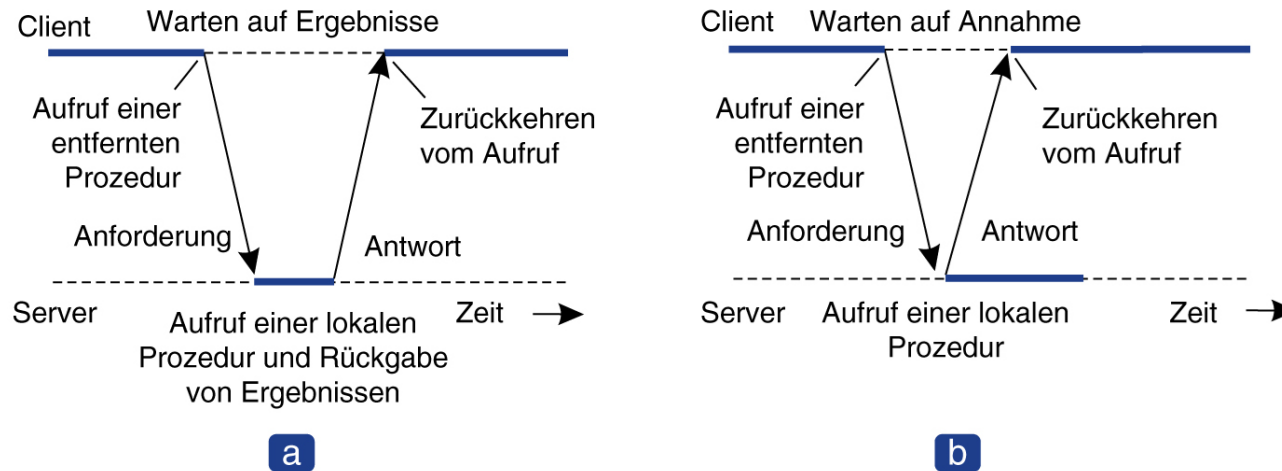 Client
Warten auf Ergebnisse
Aufruf einer
entfernten
Prozedur
Zurückkehren
vom Aufruf
Anforderung
Antwort
Server
Aufruf einer lokalen
Prozedur und Rückgabe
von Ergebnissen
Zeit
a
Client
Warten auf Annahme
Aufruf einer
entfernten
Prozedur
Zurückkehren
vom Aufruf
Anforderung
Antwort
Server
Aufruf einer lokalen
Prozedur
Zeit
b